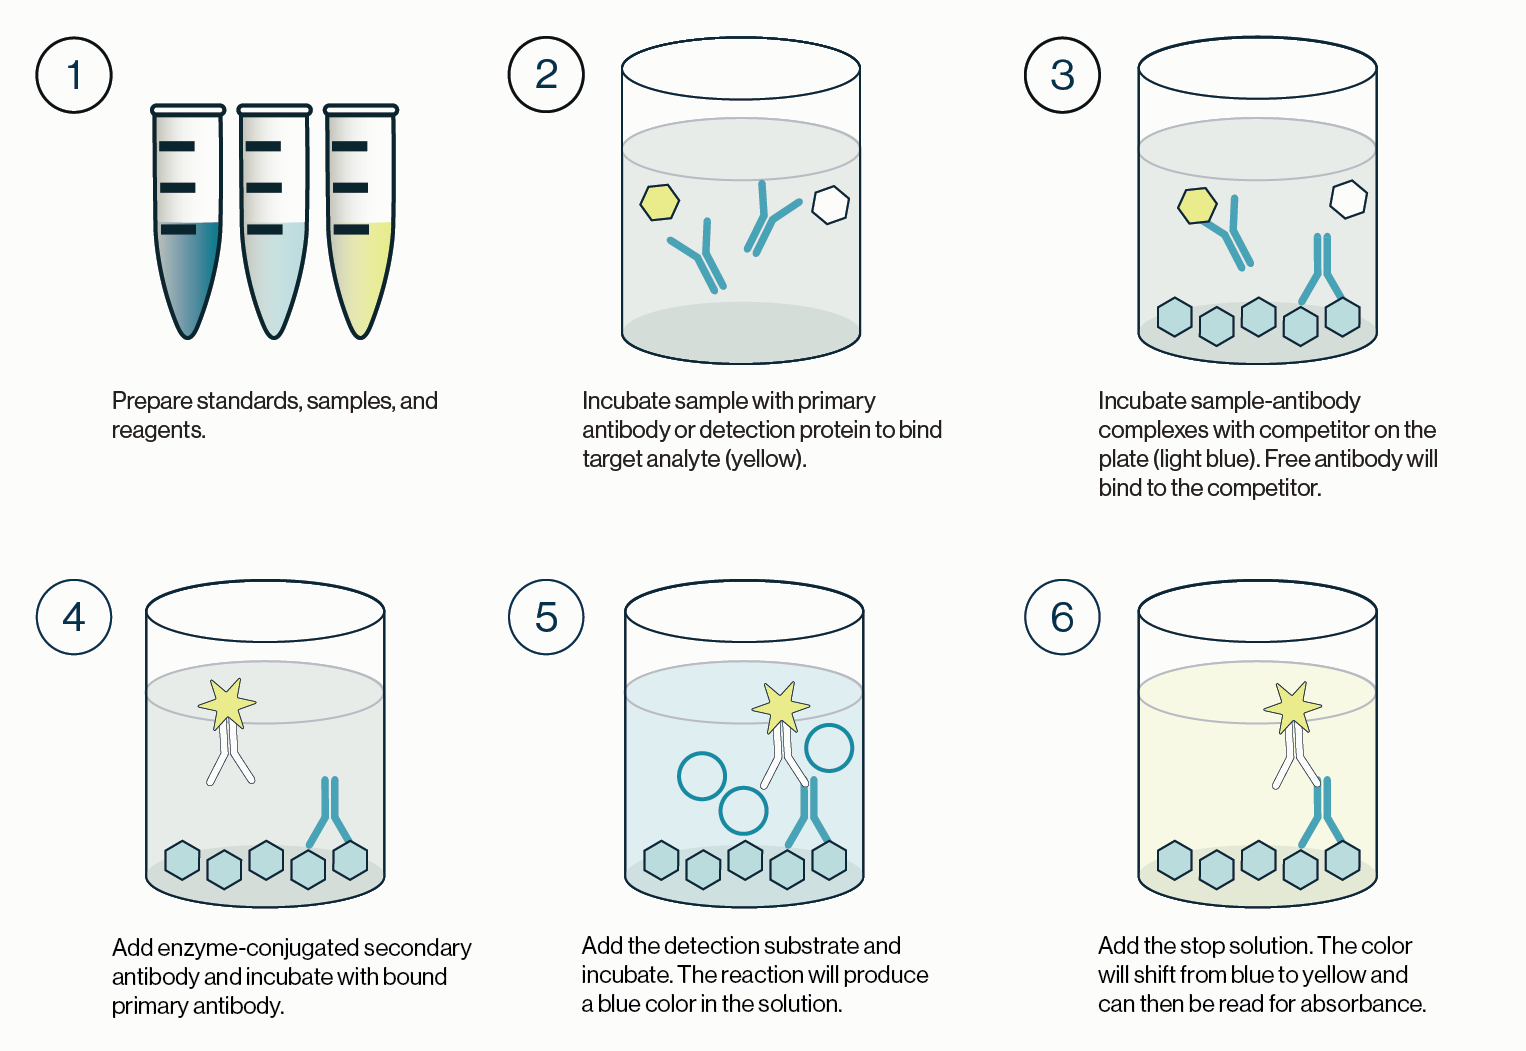 1
Prepare standards, samples, and
reagents.
2
Incubate sample with primary
antibody or detection protein to bind
target analyte (yellow).
3
Incubate sample-antibody
complexes with competitor on the
plate (light blue). Free antibody will
bind to the competitor.
4
Add enzyme-conjugated secondary
antibody and incubate with bound
primary antibody.
5
Add the detection substrate and
incubate. The reaction will produce
a blue color in the solution.
6
Add the stop solution. The color
will shift from blue to yellow and
can then be read for absorbance.